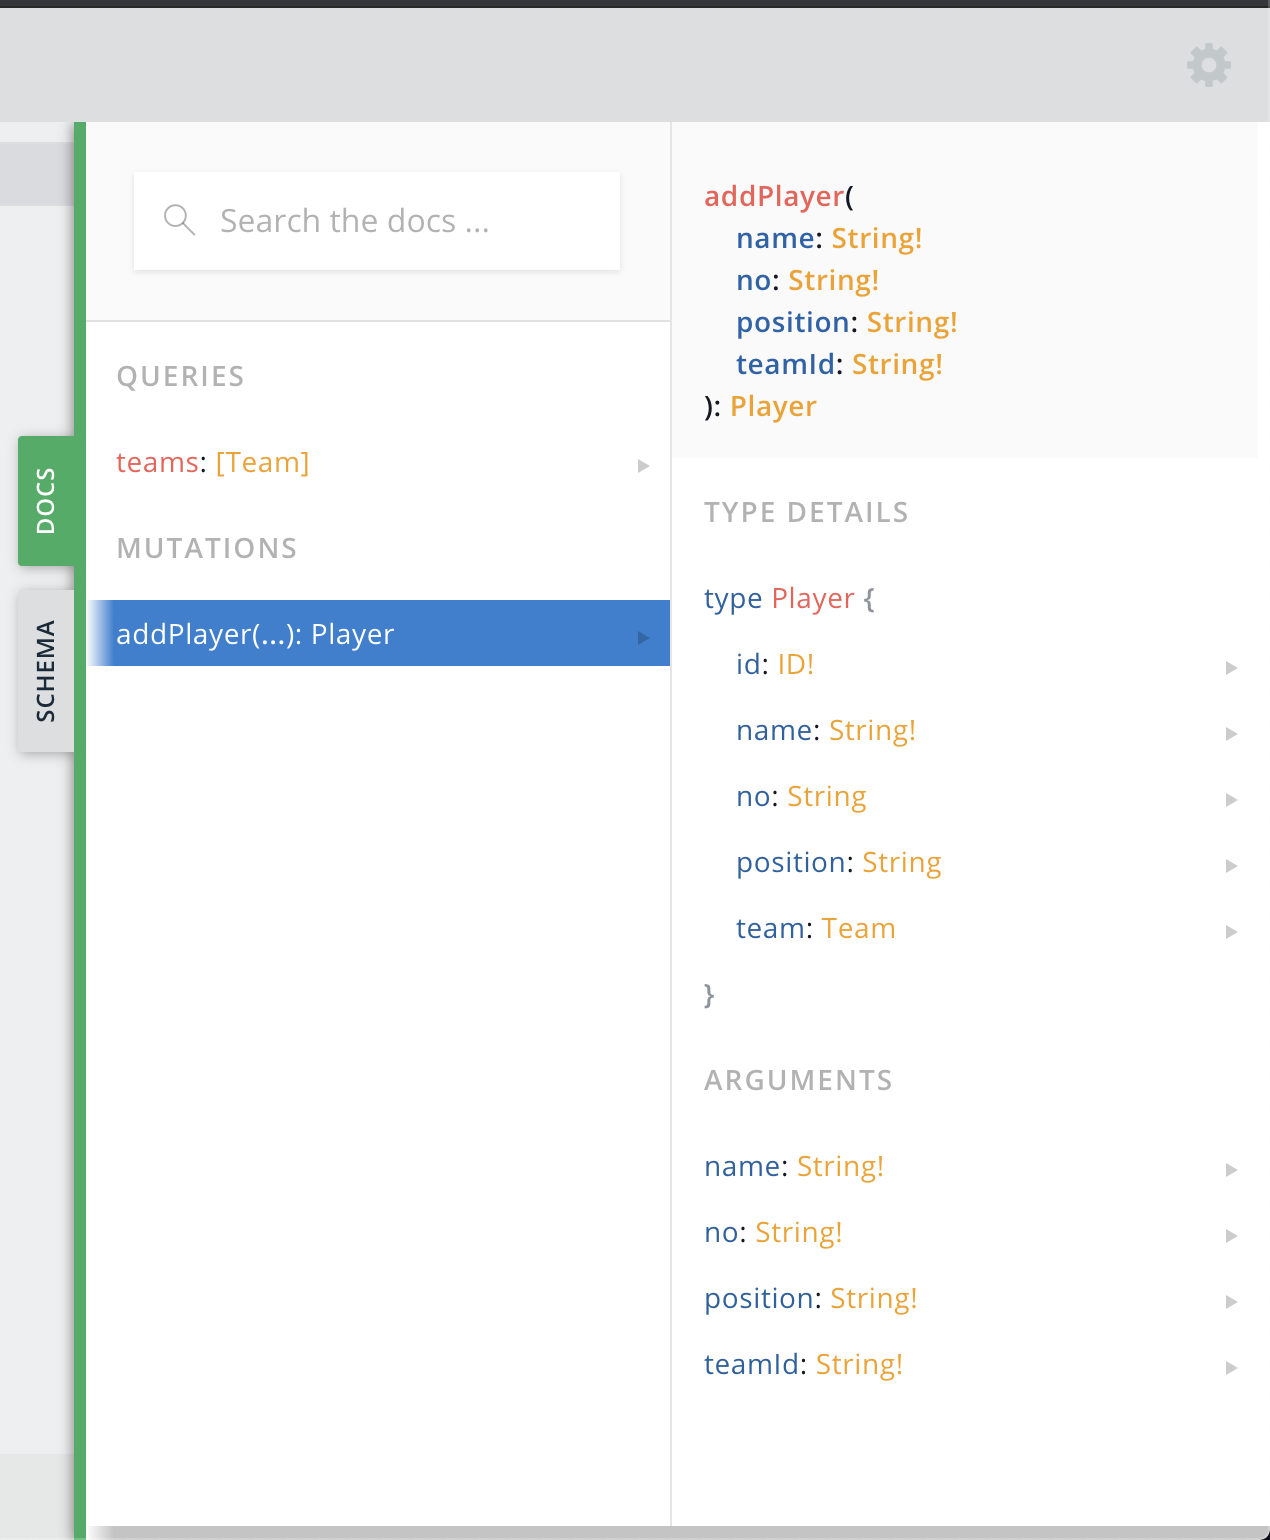 DOCS
SCHEMA
Search the docs ...
QUERIES
teams: [Team]
MUTATIONS
addPlayer(...): Player
addPlayer(
name: String!
no: String!
position: String!
teamId: String!
): Player
TYPE DETAILS
type Player {
id: ID!
name: String!
no: String
position: String
team: Team
}
ARGUMENTS
name: String!
no: String!
position: String!
teamId: String!